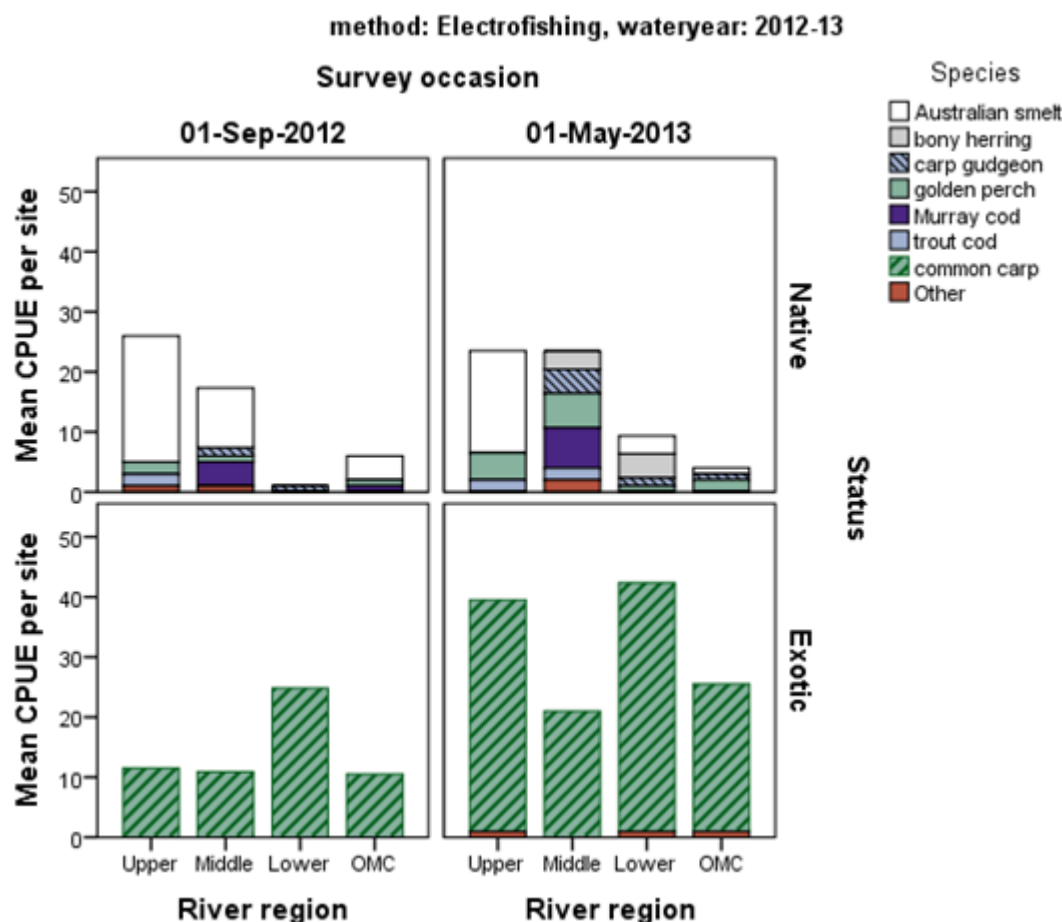 method: Electrofishing, wateryear: 2012-13
Survey occasion
01-Sep-2012
01-May-2013
Species
Australian smelt
bony herring
carp gudgeon
golden perch
Murray cod
trout cod
common carp
Other
Mean CPUE per site
50
40
30
20
10
0
Native
Status
Mean CPUE per site
50
40
30
20
10
0
Exotic
Upper Middle Lower OMC
Upper Middle Lower OMC
River region
River region